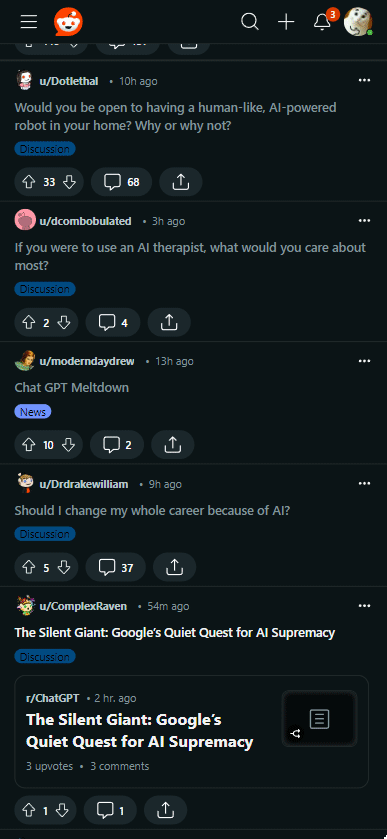 3
u/Dotlethal • 10h ago
Would you be open to having a human-like, AI-powered
robot in your home? Why or why not?
Discussion
33 68
u/dcombobulated • 3h ago
If you were to use an AI therapist, what would you care about
most?
Discussion
2 4
u/moderndaydrew • 13h ago
Chat GPT Meltdown
News
10 2
u/Drdrakewilliam • 9h ago
Should I change my whole career because of AI?
Discussion
5 37
u/ComplexRaven • 54m ago
The Silent Giant: Google’s Quiet Quest for AI Supremacy
Discussion
r/ChatGPT • 2 hr. ago
The Silent Giant: Google’s
Quiet Quest for AI Supremacy
3 upvotes • 3 comments
1 1